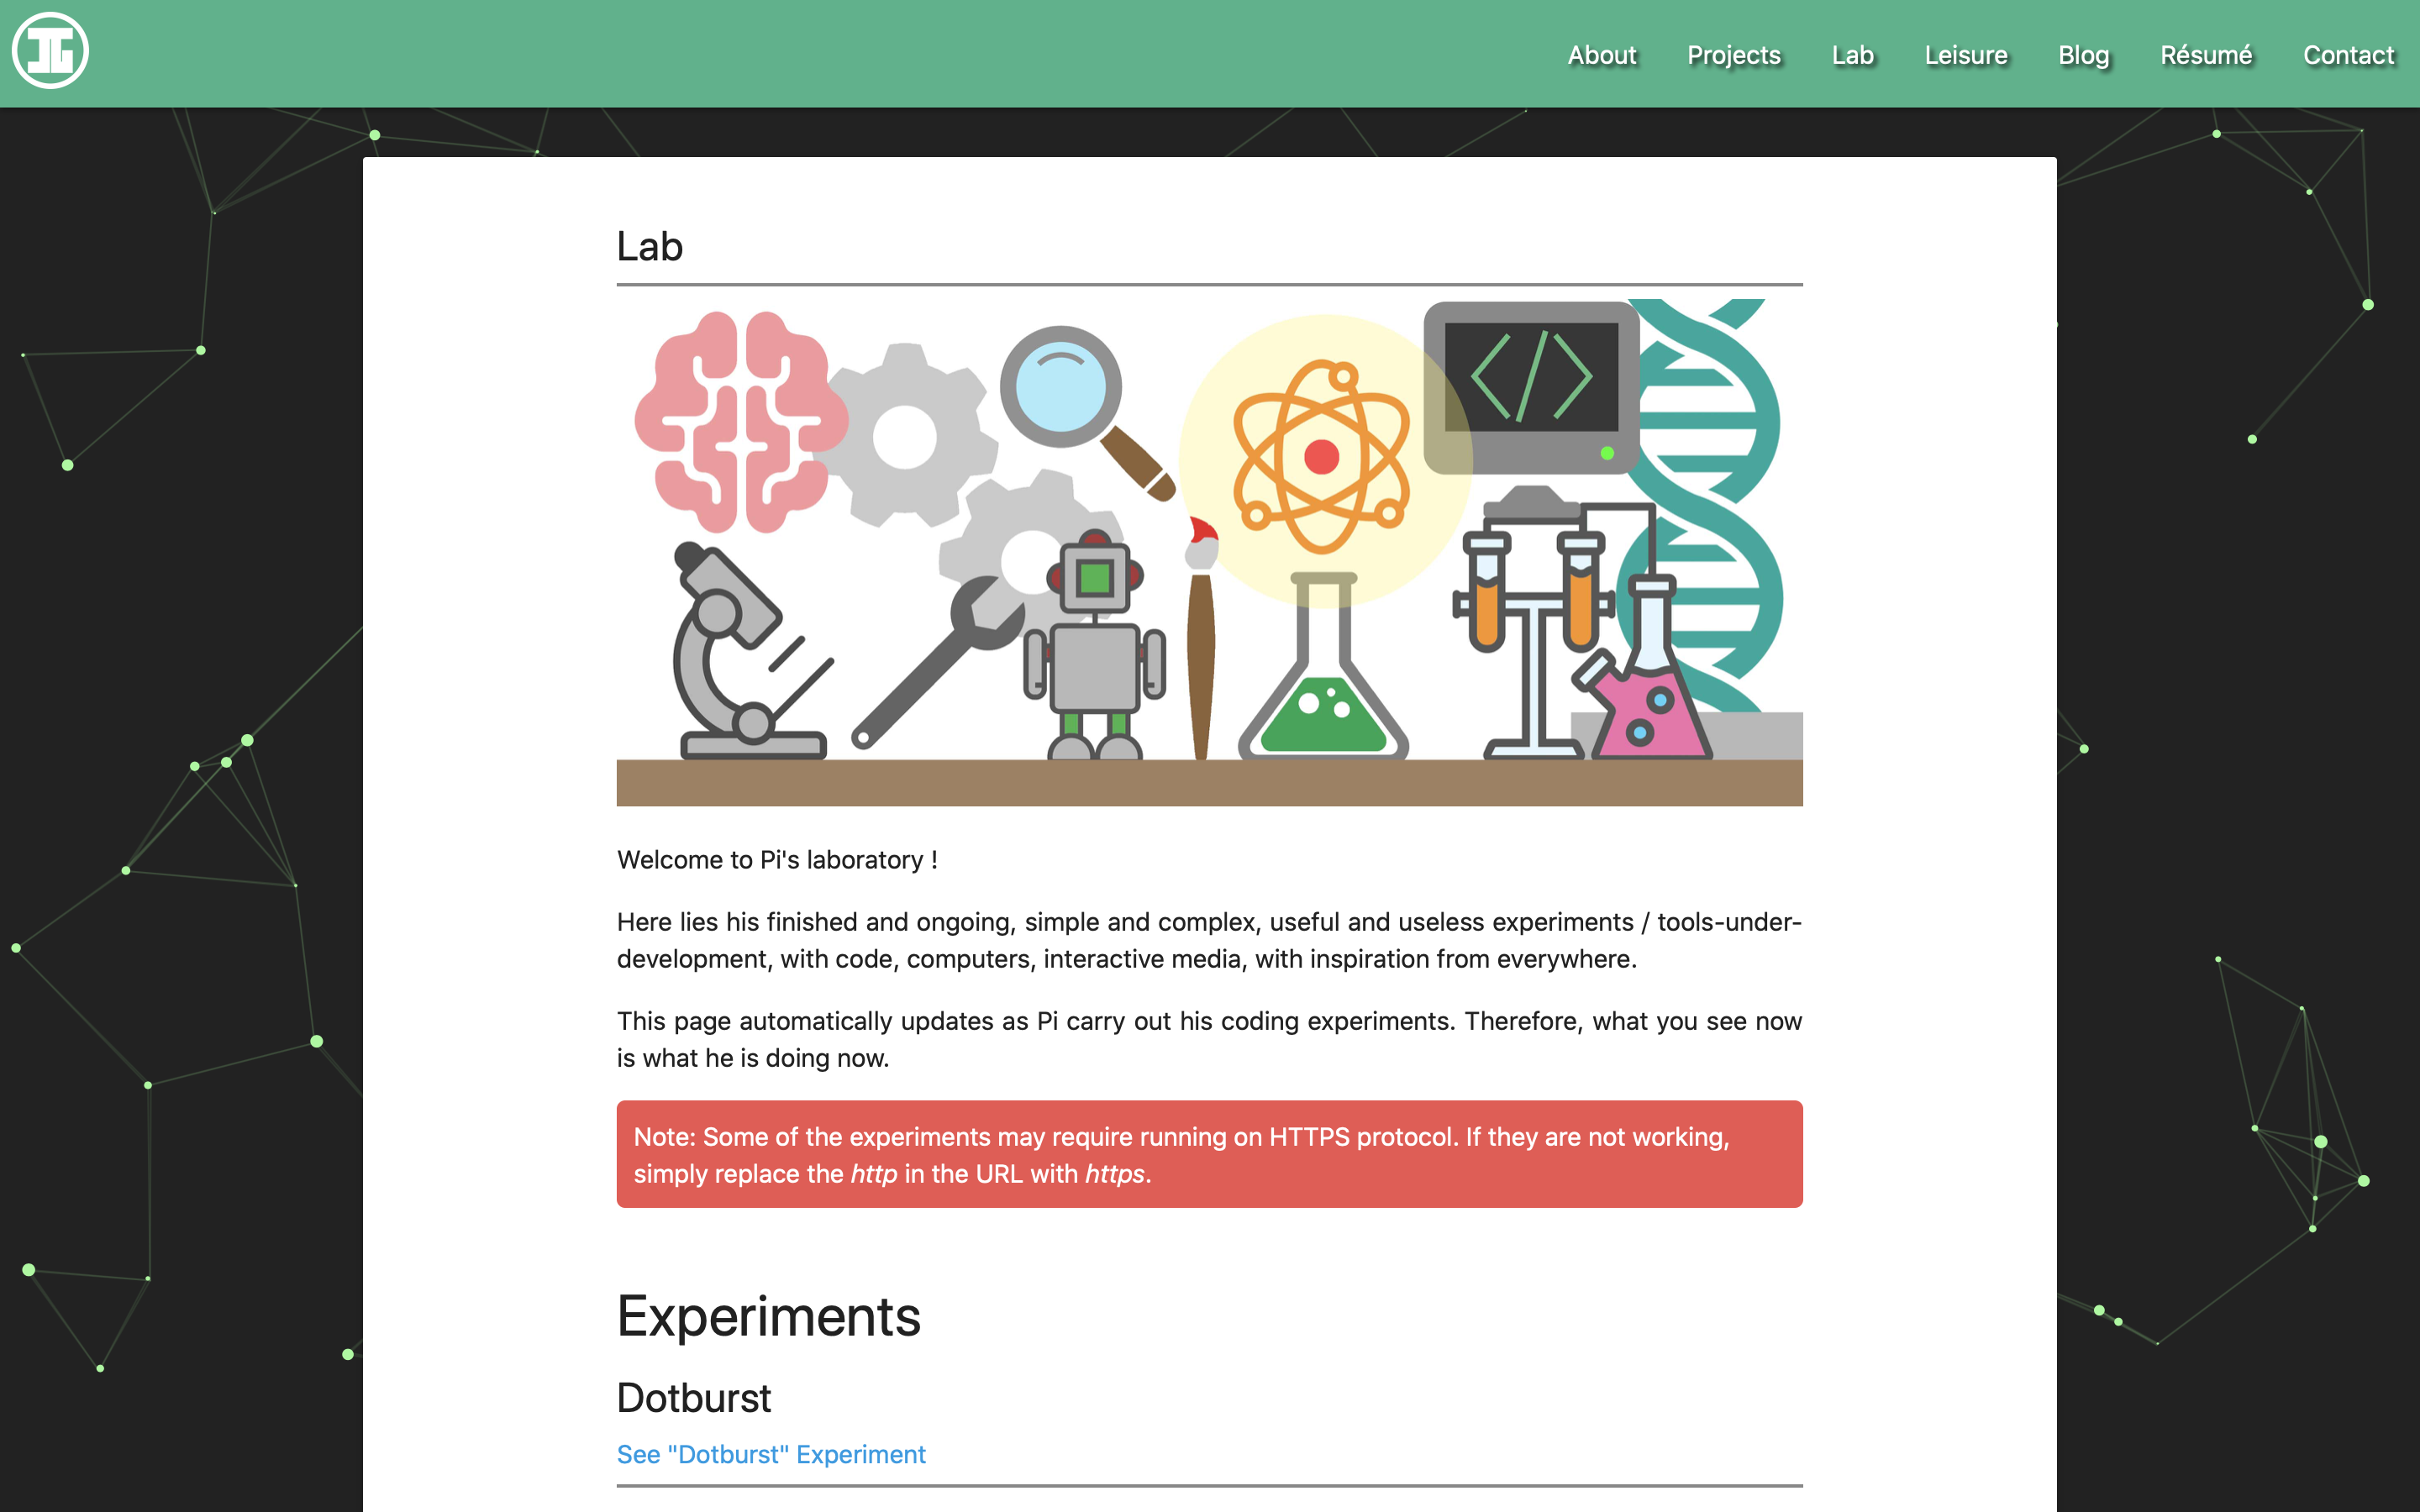 About Projects Lab Leisure Blog Résumé Contact
Lab
</>
Welcome to Pi's laboratory !
Here lies his finished and ongoing, simple and complex, useful and useless experiments / tools-under-
development, with code, computers, interactive media, with inspiration from everywhere.
This page automatically updates as Pi carry out his coding experiments. Therefore, what you see now
is what he is doing now.
Note: Some of the experiments may require running on HTTPS protocol. If they are not working,
simply replace the http in the URL with https.
Experiments
Dotburst
See "Dotburst" Experiment